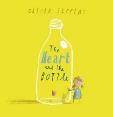 OLIVER JEFFERS
The
Heart
and the
BOTTLE